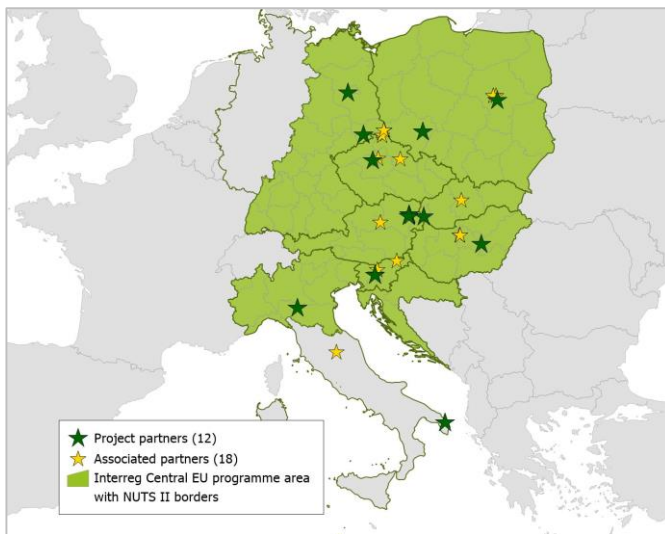 Project partners (12)
Associated partners (18)
Interreg Central EU programme area
with NUTS II borders